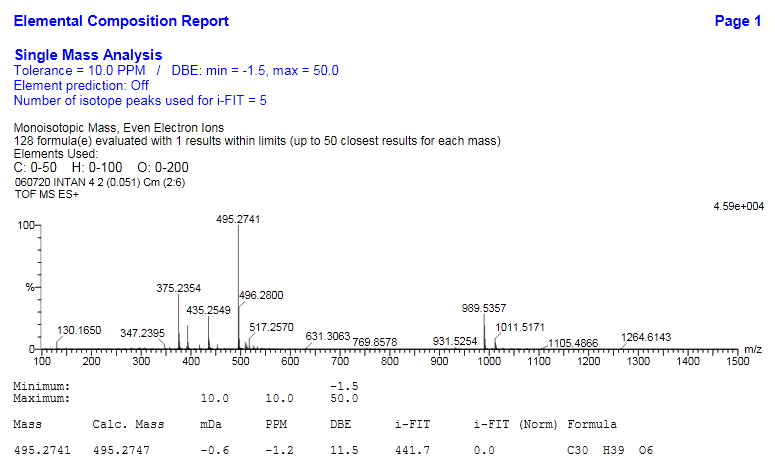 Elemental Composition Report Page 1
Single Mass Analysis
Tolerance = 10.0 PPM / DBE: min = -1.5, max = 50.0
Element prediction: Off
Number of isotope peaks used for i-FIT = 5
Monoisotopic Mass, Even Electron Ions
128 formula(e) evaluated with 1 results within limits (up to 50 closest results for each mass)
Elements Used:
C: 0-50 H: 0-100 O: 0-200
060720 INTAN 4 2 (0.051) Cm (2:6)
TOF MS ES+
4.59e+004
495.2741
100
375.2354
%
496.2800
435.2549
989.5357
130.1650
347.2395
517.2570
631.3063
769.8578
931.5254
1011.5171
1105.4866
1264.6143
0
m/z
100 200 300 400 500 600 700 800 900 1000 1100 1200 1300 1400 1500
Minimum: -1.5
Maximum: 10.0 10.0 50.0
Mass Calc. Mass mDa PPM DBE i-FIT i-FIT (Norm) Formula
495.2741 495.2747 -0.6 -1.2 11.5 441.7 0.0 C30 H39 O6